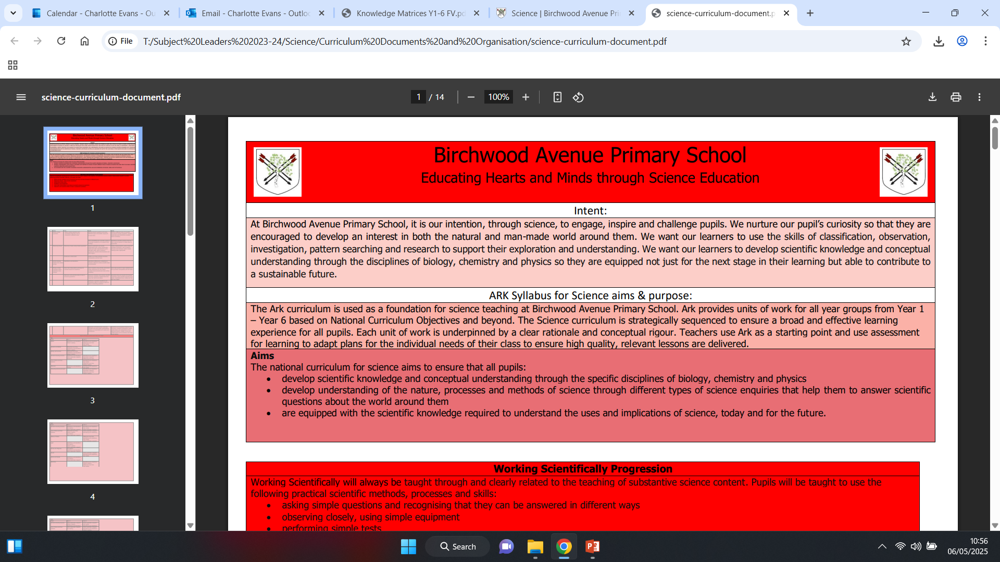 Calendar - Charlotte Evans - Ou
Email - Charlotte Evans - Outloo
Knowledge Matrices Y1-6 FV.pd
Science | Birchwood Avenue Pri
science-curriculum-document.p
File
T:/Subject%20Leaders%202023-24/Science/Curriculum%20Documents%20and%20Organisation/science-curriculum-document.pdf
science-curriculum-document.pdf
1 / 14
100%
1
2
3
4
Birchwood Avenue Primary School
Educating Hearts and Minds through Science Education
Intent:
At Birchwood Avenue Primary School, it is our intention, through science, to engage, inspire and challenge pupils. We nurture our pupil's curiosity so that they are
encouraged to develop an interest in both the natural and man-made world around them. We want our learners to use the skills of classification, observation,
investigation, pattern searching and research to support their exploration and understanding. We want our learners to develop scientific knowledge and conceptual
understanding through the disciplines of biology, chemistry and physics so they are equipped not just for the next stage in their learning but able to contribute to
a sustainable future.
ARK Syllabus for Science aims & purpose:
The Ark curriculum is used as a foundation for science teaching at Birchwood Avenue Primary School. Ark provides units of work for all year groups from Year 1
– Year 6 based on National Curriculum Objectives and beyond. The Science curriculum is strategically sequenced to ensure a broad and effective learning
experience for all pupils. Each unit of work is underpinned by a clear rationale and conceptual rigour. Teachers use Ark as a starting point and use assessment
for learning to adapt plans for the individual needs of their class to ensure high quality, relevant lessons are delivered.
Aims
The national curriculum for science aims to ensure that all pupils:
• develop scientific knowledge and conceptual understanding through the specific disciplines of biology, chemistry and physics
• develop understanding of the nature, processes and methods of science through different types of science enquiries that help them to answer scientific
questions about the world around them
• are equipped with the scientific knowledge required to understand the uses and implications of science, today and for the future.
Working Scientifically Progression
Working Scientifically will always be taught through and clearly related to the teaching of substantive science content. Pupils will be taught to use the
following practical scientific methods, processes and skills:
• asking simple questions and recognising that they can be answered in different ways
• observing closely, using simple equipment
• performing simple tests
Search
10:56
06/05/2025